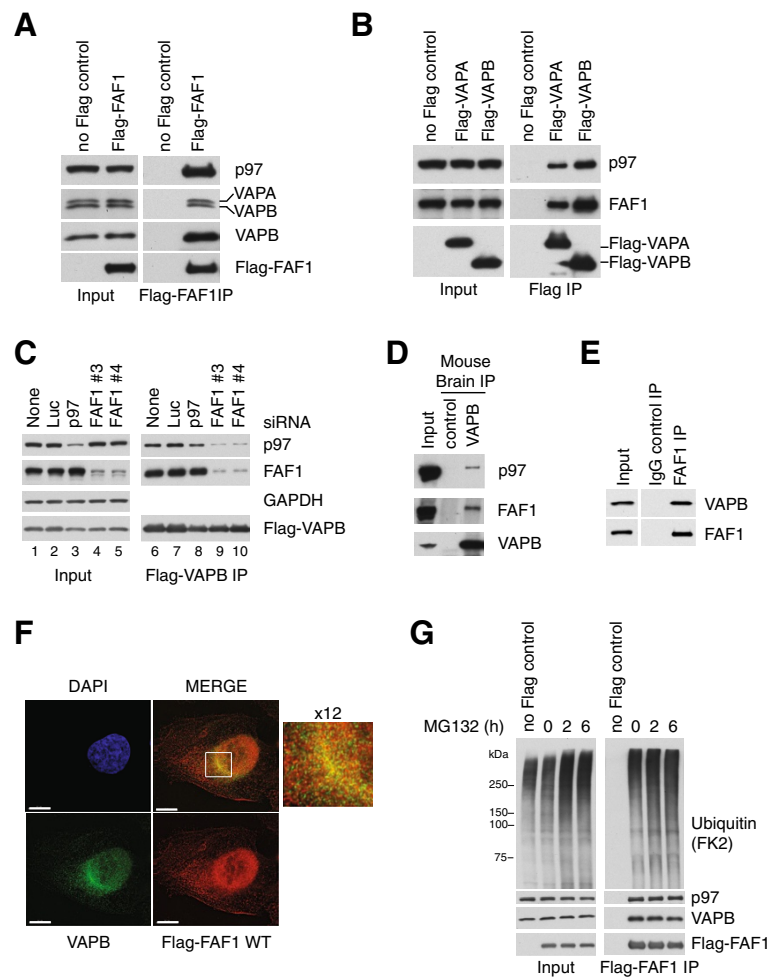 A
no Flag control
Flag-FAF1
no Flag control
Flag-FAF1
p97
VAPA
VAPB
VAPB
Flag-FAF1
Input
Flag-FAF1IP
B
no Flag control
Flag-VAPA
Flag-VAPB
no Flag control
Flag-VAPA
Flag-VAPB
p97
FAF1
Flag-VAPA
Flag-VAPB
Input
Flag IP
C
None
Luc
p97
FAF1 #3
FAF1 #4
None
Luc
p97
FAF1 #3
FAF1 #4
siRNA
p97
FAF1
GAPDH
Flag-VAPB
1 2 3 4 5 6 7 8 9 10
Input
Flag-VAPB IP
D
Mouse
Brain IP
Input
control
VAPB
p97
FAF1
VAPB
E
Input
IgG control IP
FAF1 IP
VAPB
FAF1
F
DAPI
MERGE
x12
VAPB
Flag-FAF1 WT
G
no Flag control
no Flag control
MG132 (h) 0 2 6 0 2 6
kDa
250
150
100
75
Ubiquitin
(FK2)
p97
VAPB
Flag-FAF1
Input
Flag-FAF1 IP